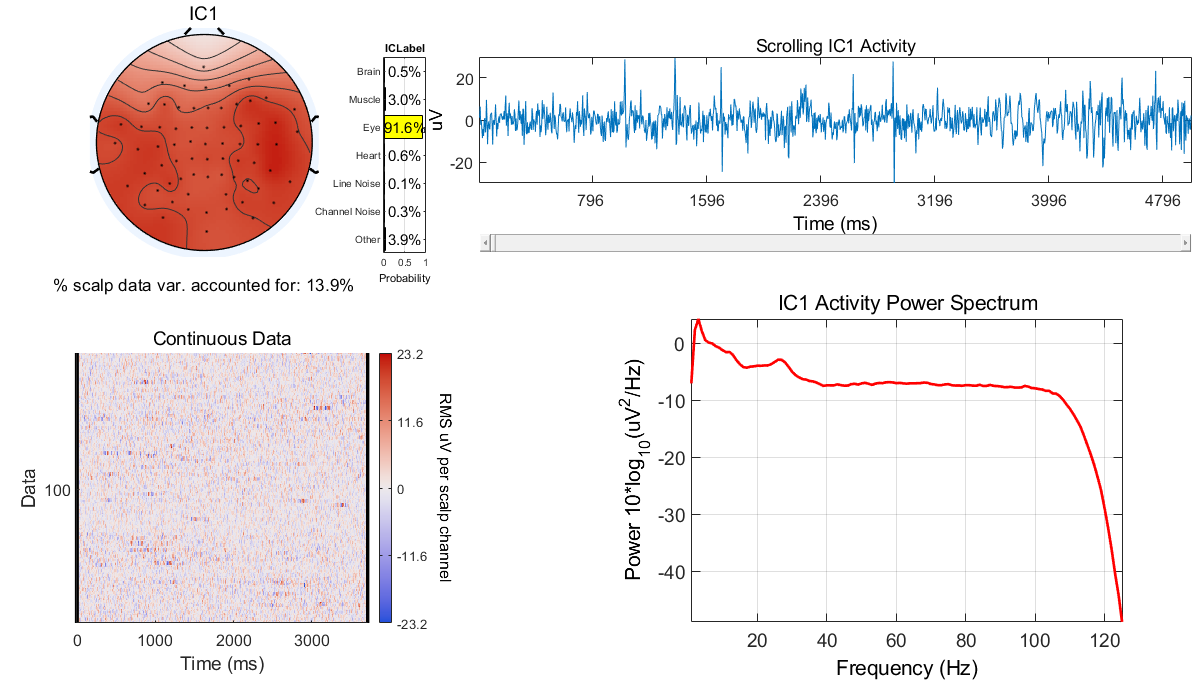 IC1
ICLabel
Brain 0.5%
Muscle 3.0%
Eye 91.6%
Heart 0.6%
Line Noise 0.1%
Channel Noise 0.3%
Other 3.9%
0 0.5 1
Probability
% scalp data var. accounted for: 13.9%
Scrolling IC1 Activity
uV
20
0
-20
796 1596 2396 3196 3996 4796
Time (ms)
Continuous Data
Data
100
0 1000 2000 3000
Time (ms)
23.2
11.6
0
-11.6
-23.2
RMS uV per scalp channel
IC1 Activity Power Spectrum
Power 10*log10(uV2/Hz)
0
-10
-20
-30
-40
20 40 60 80 100 120
Frequency (Hz)